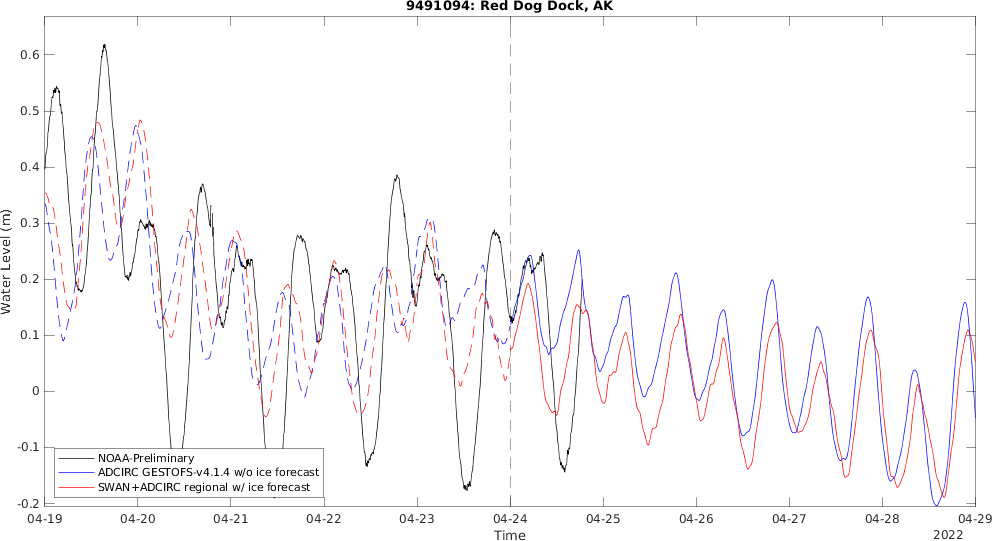 9491094: Red Dog Dock, AK
0.6
0.5
0.4
0.3
0.2
0.1
0
-0.1
-0.2
Water Level (m)
NOAA-Preliminary
ADCIRC GESTOFS-v4.1.4 w/o ice forecast
SWAN+ADCIRC regional w/ ice forecast
04-19 04-20 04-21 04-22 04-23 04-24 04-25 04-26 04-27 04-28 04-29
Time
2022